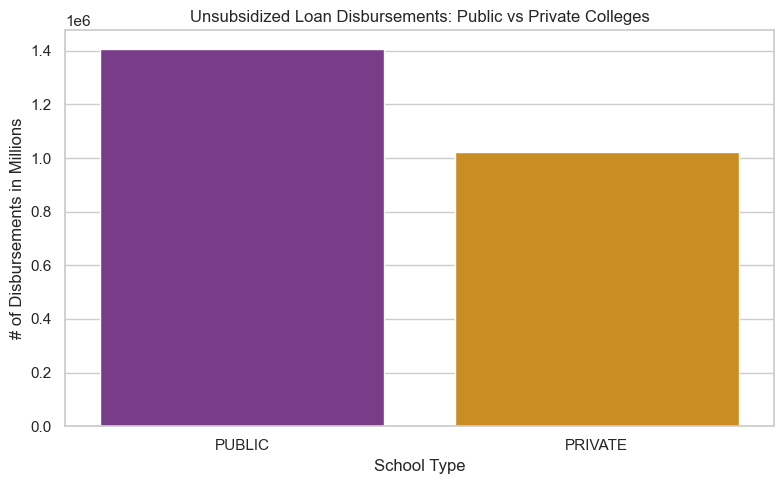 Unsubsidized Loan Disbursements: Public vs Private Colleges
1e6
1.4
1.2
1.0
0.8
0.6
0.4
0.2
0.0
# of Disbursements in Millions
PUBLIC
PRIVATE
School Type